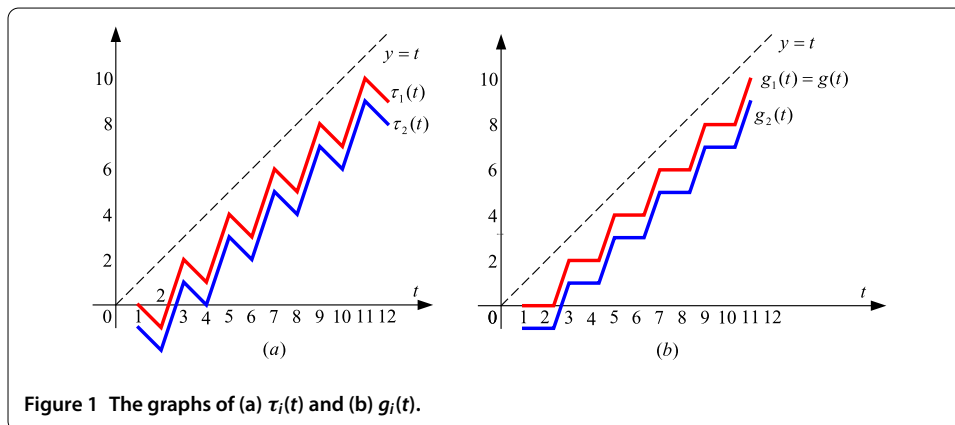 y = t
10
τ₁(t)
τ₂(t)
8
6
4
2
2
t
0 1 3 4 5 6 7 8 9 10 11 12
(a)
y = t
10
g₁(t) = g(t)
g₂(t)
8
6
4
2
t
0 1 2 3 4 5 6 7 8 9 10 11 12
(b)
Figure 1 The graphs of (a) τᵢ(t) and (b) gᵢ(t).